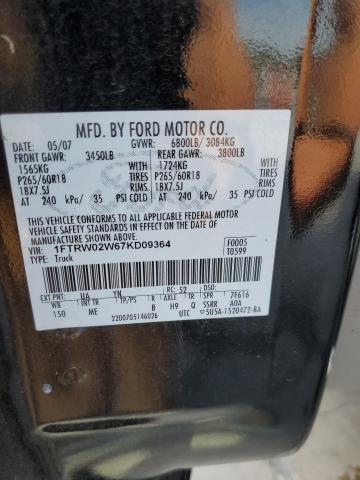 MFD. BY FORD MOTOR CO.
DATE: 05/07 GVWR: 6800LB/ 3084KG
FRONT GAWR: 3450LB REAR GAWR: 3800LB
1565KG 1724KG
P265/60R18 TIRES P265/60R18 TIRES
18X7.5J RIMS 18X7.5J RIMS
AT 240 kPa/ 35 PSI COLD AT 240 kPa/ 35 PSI COLD
THIS VEHICLE CONFORMS TO ALL APPLICABLE FEDERAL MOTOR
VEHICLE SAFETY AND THEFT PREVENTION STANDARDS IN
EFFECT ON THE DATE OF MANUFACTURE SHOWN ABOVE.
VIN: 1FTRW02W67KD09364 F0005
TYPE: Truck T0599
EXT PNT: UA YN RC: 52 DSO:
WB INT TR TP/PS R AXLE TR SPR 7F616
150 ME B H9 Q SSRR A0A
2200705146026 UTC 5U5A-1520472-BA